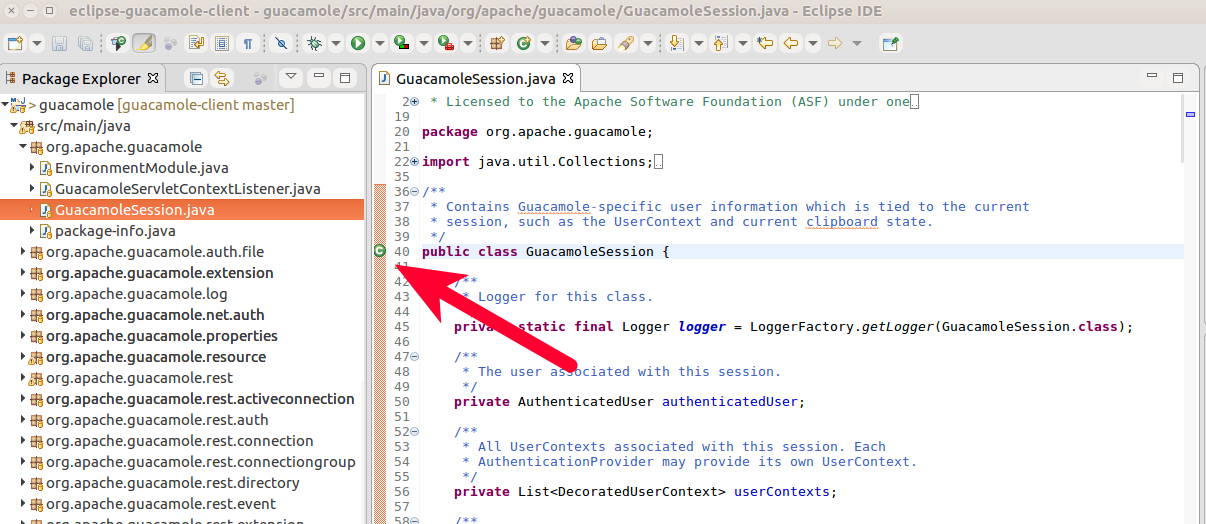 eclipse-guacamole-client - guacamole/src/main/java/org/apache/guacamole/GuacamoleSession.java - Eclipse IDE
Package Explorer
> guacamole [guacamole-client master]
src/main/java
org.apache.guacamole
EnvironmentModule.java
GuacamoleServletContextListener.java
GuacamoleSession.java
package-info.java
org.apache.guacamole.auth.file
org.apache.guacamole.extension
org.apache.guacamole.log
org.apache.guacamole.net.auth
org.apache.guacamole.properties
org.apache.guacamole.resource
org.apache.guacamole.rest
org.apache.guacamole.rest.activeconnection
org.apache.guacamole.rest.auth
org.apache.guacamole.rest.connection
org.apache.guacamole.rest.connectiongroup
org.apache.guacamole.rest.directory
org.apache.guacamole.rest.event
org.apache.guacamole.rest.extension
GuacamoleSession.java
2 * Licensed to the Apache Software Foundation (ASF) under one
19
20 package org.apache.guacamole;
21
22 import java.util.Collections;
35
36 /**
37 * Contains Guacamole-specific user information which is tied to the current
38 * session, such as the UserContext and current clipboard state.
39 */
40 public class GuacamoleSession {
41
42 /**
43 * Logger for this class.
44
45 private static final Logger logger = LoggerFactory.getLogger(GuacamoleSession.class);
46
47 /**
48 * The user associated with this session.
49 */
50 private AuthenticatedUser authenticatedUser;
51
52 /**
53 * All UserContexts associated with this session. Each
54 * AuthenticationProvider may provide its own UserContext.
55 */
56 private List<DecoratedUserContext> userContexts;
57
58 /**